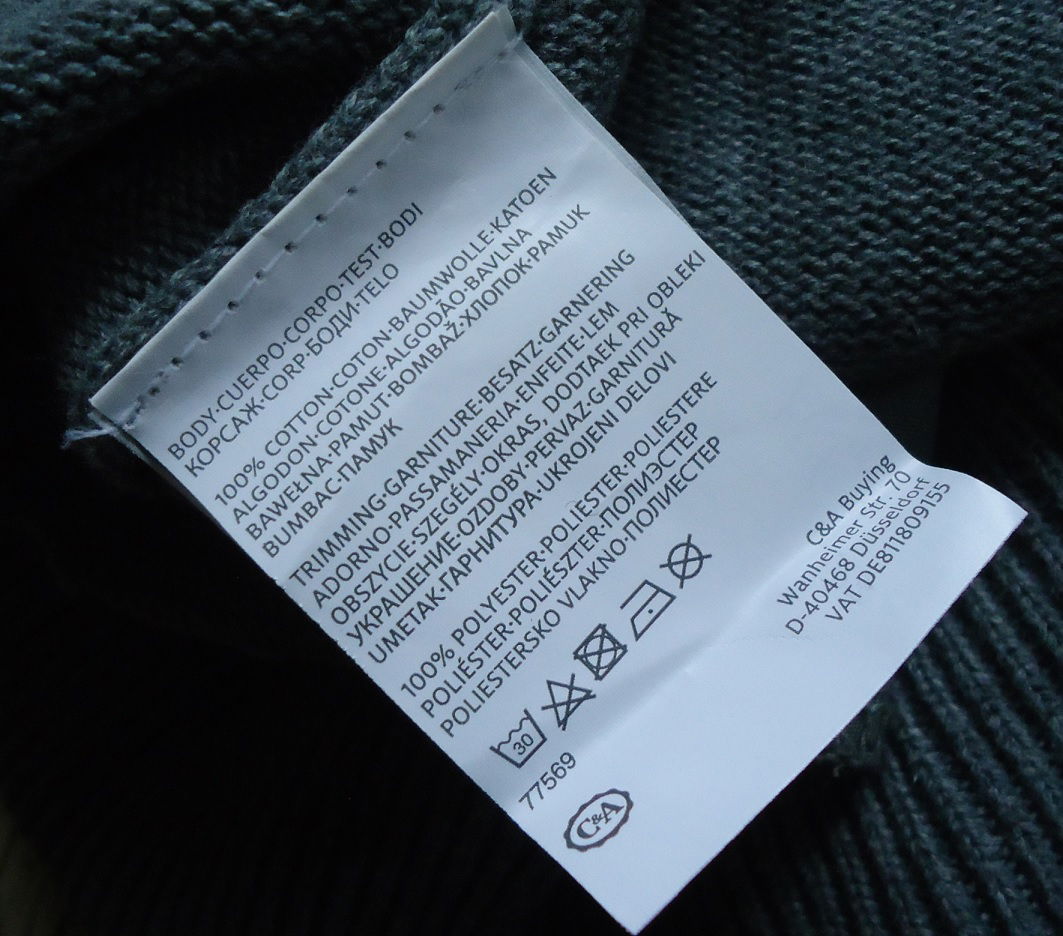 BODY·CUERPO·CORPO·TEST·BODI
КОРСАЖ·CORP·БОДИ·TELO
100% COTTON·COTON·BAUMWOLLE·KATOEN
ALGODON·COTONE·ALGODÃO·BAVLNA
BAWEŁNA·PAMUT·BOMBAŽ·ХЛОПОК·PAMUK
BUMBAC·ПАМУК
TRIMMING·GARNITURE·BESATZ·GARNERING
ADORNO·PASSAMANERIA·ENFEITE·LEM
OBSZYCIE·SZEGÉLY·OKRAS, DODTAEK PRI OBLEKI
УКРАШЕНИЕ·OZDOBY·PERVAZ·GARNITURĂ
UMETAK·ГАРНИТУРА·UKROJENI DELOVI
100% POLYESTER·POLIESTER·POLIESTERE
POLIÉSTER·POLIÉSZTER·ПОЛИЭСТЕР
POLIESTERSKO VLAKNO·ПОЛИЕСТЕР
30
77569
C&A
C&A Buying
Wanheimer Str. 70
D-40468 Düsseldorf
VAT DE811809155